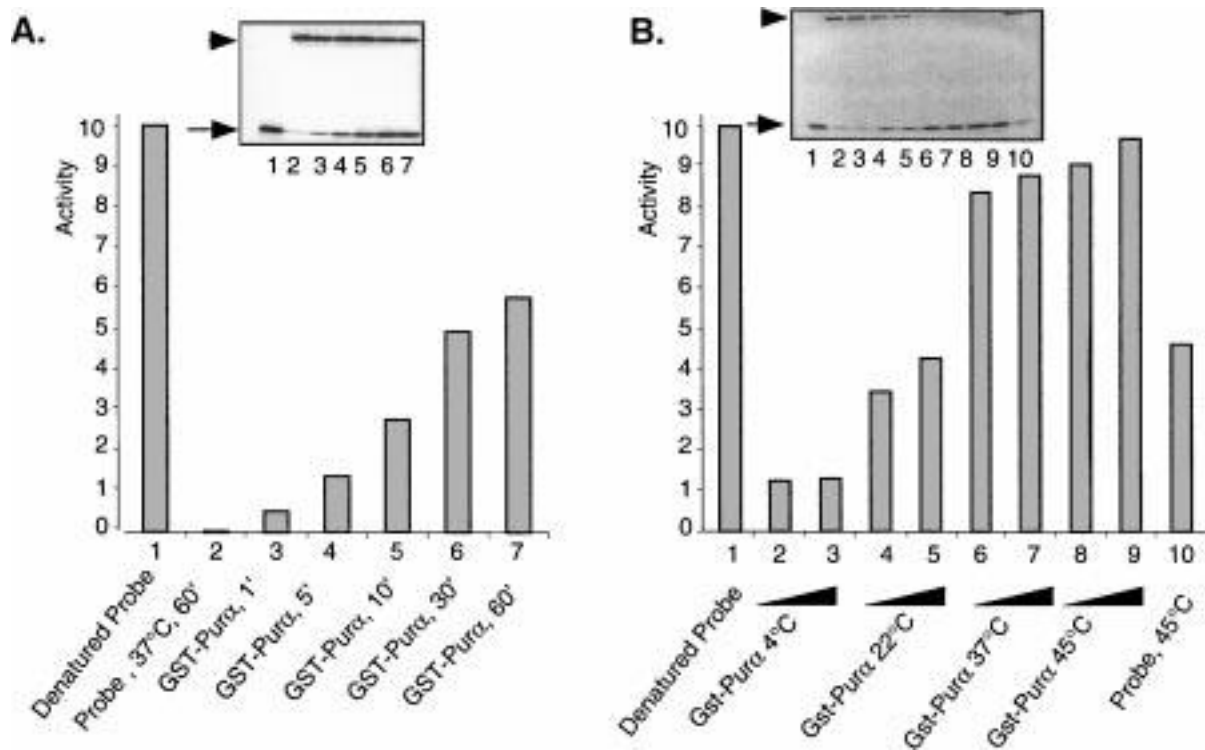 A.
1 2 3 4 5 6 7
Activity
10
9
8
7
6
5
4
3
2
1
0
1 2 3 4 5 6 7
Denatured Probe
Probe , 37°C, 60'
GST-Purα, 1'
GST-Purα, 5'
GST-Purα, 10'
GST-Purα, 30'
GST-Purα, 60'
B.
1 2 3 4 5 6 7 8 9 10
Activity
10
9
8
7
6
5
4
3
2
1
0
1 2 3 4 5 6 7 8 9 10
Denatured Probe
Gst-Purα 4°C
Gst-Purα 22°C
Gst-Purα 37°C
Gst-Purα 45°C
Probe, 45°C